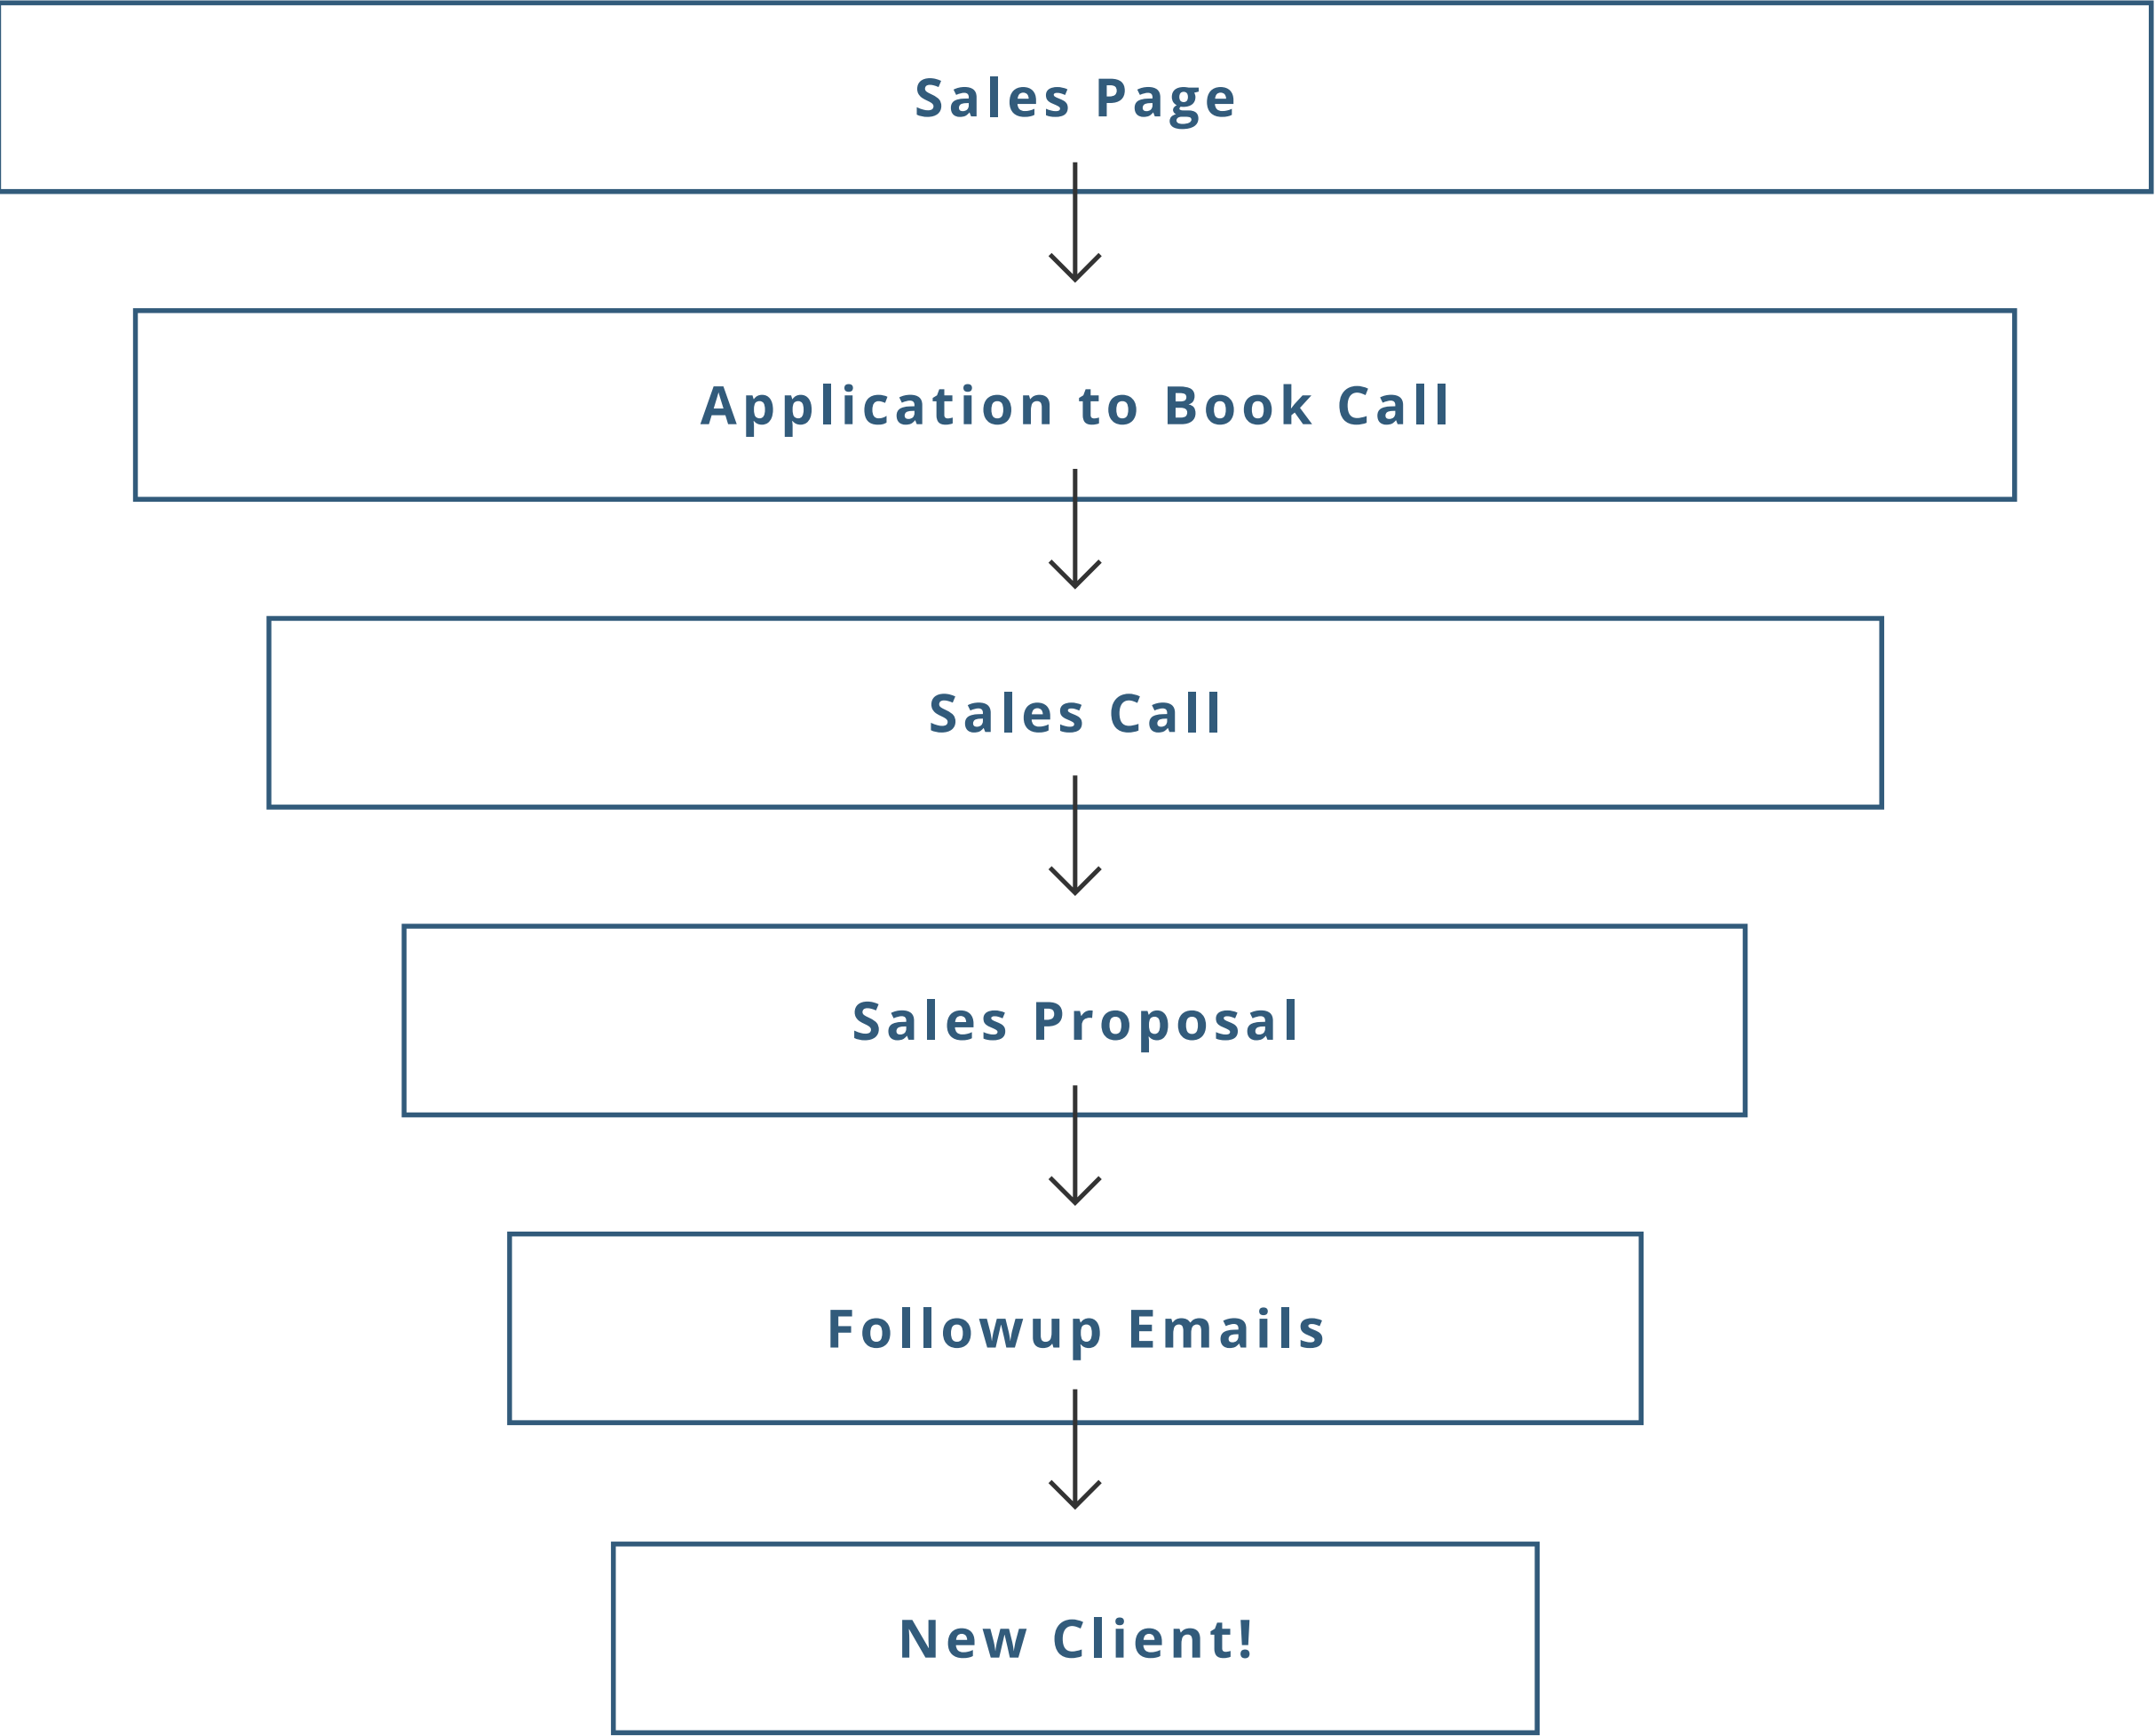 Sales Page
Application to Book Call
Sales Call
Sales Proposal
Followup Emails
New Client!